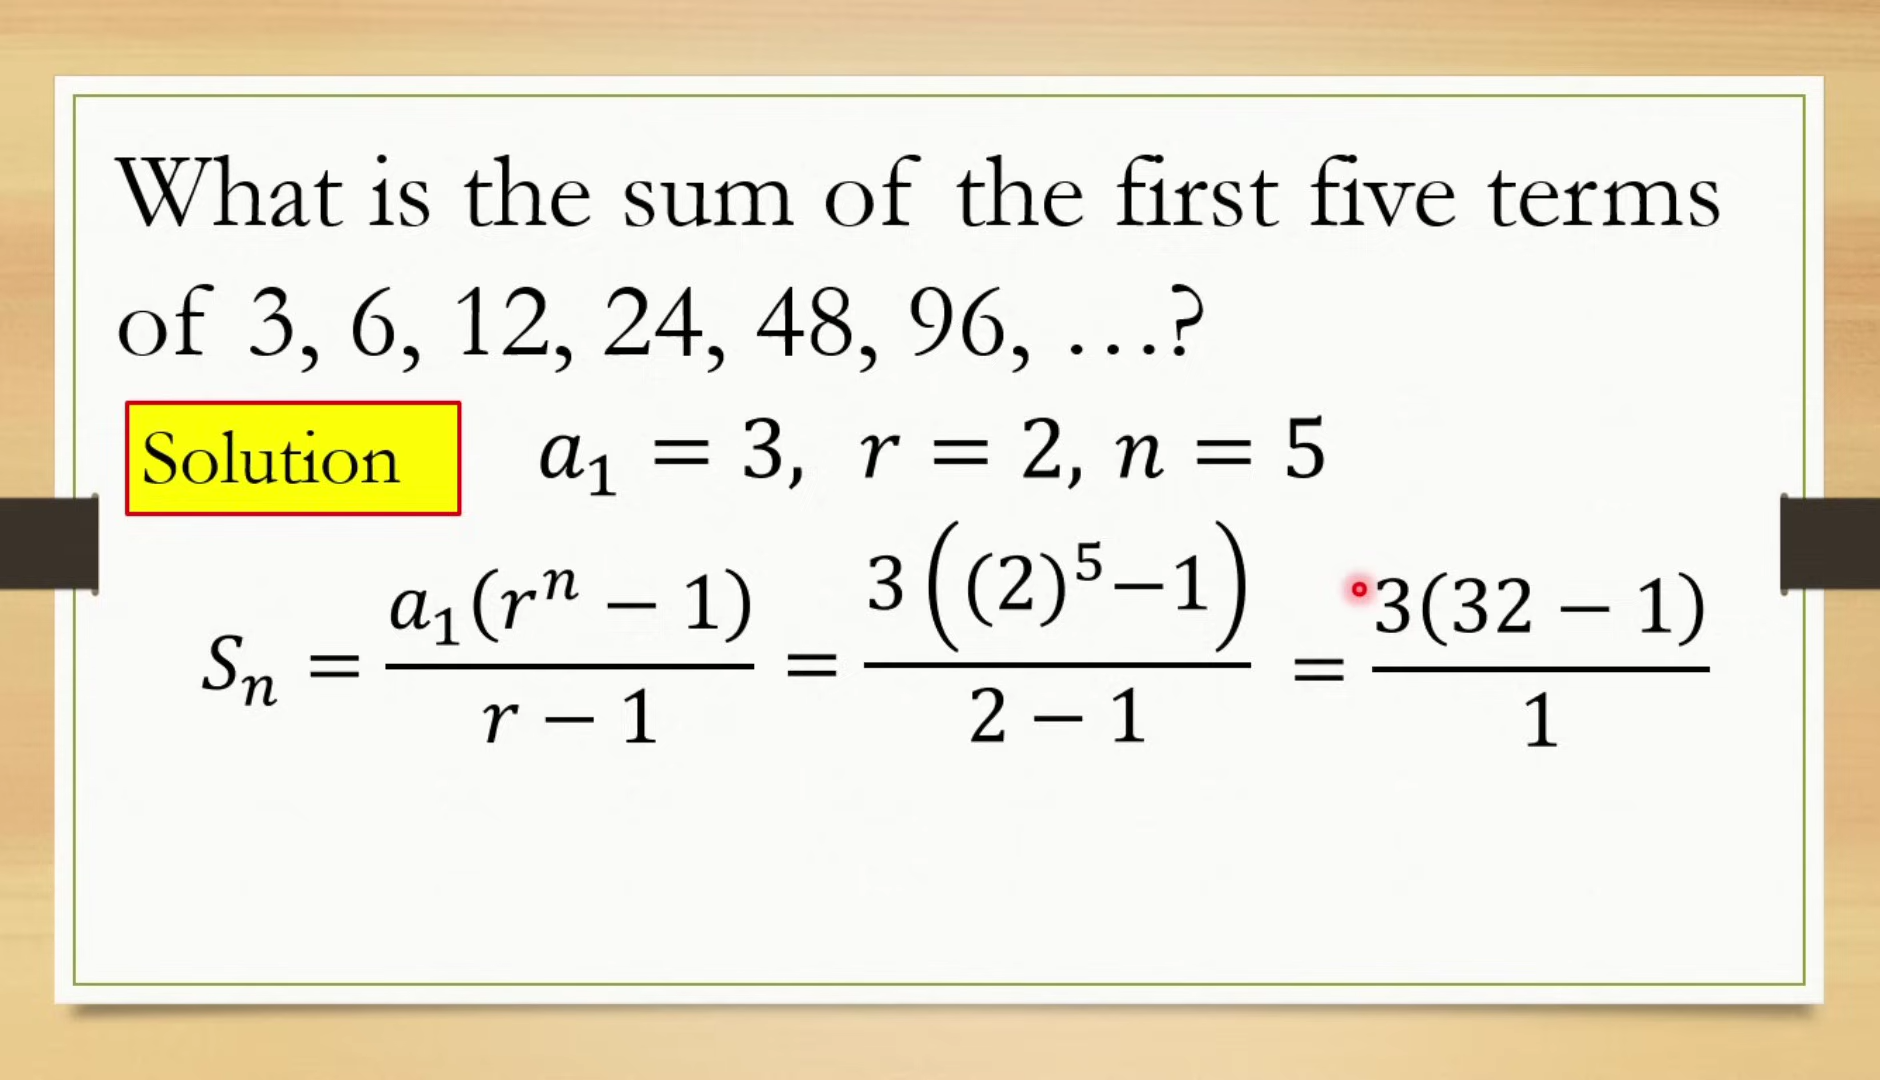 What is the sum of the first five terms
of 3, 6, 12, 24, 48, 96, …?
Solution a₁ = 3, r = 2, n = 5
Sₙ = a₁(rⁿ − 1) / r − 1 = 3((2)⁵−1) / 2 − 1 = 3(32 − 1) / 1